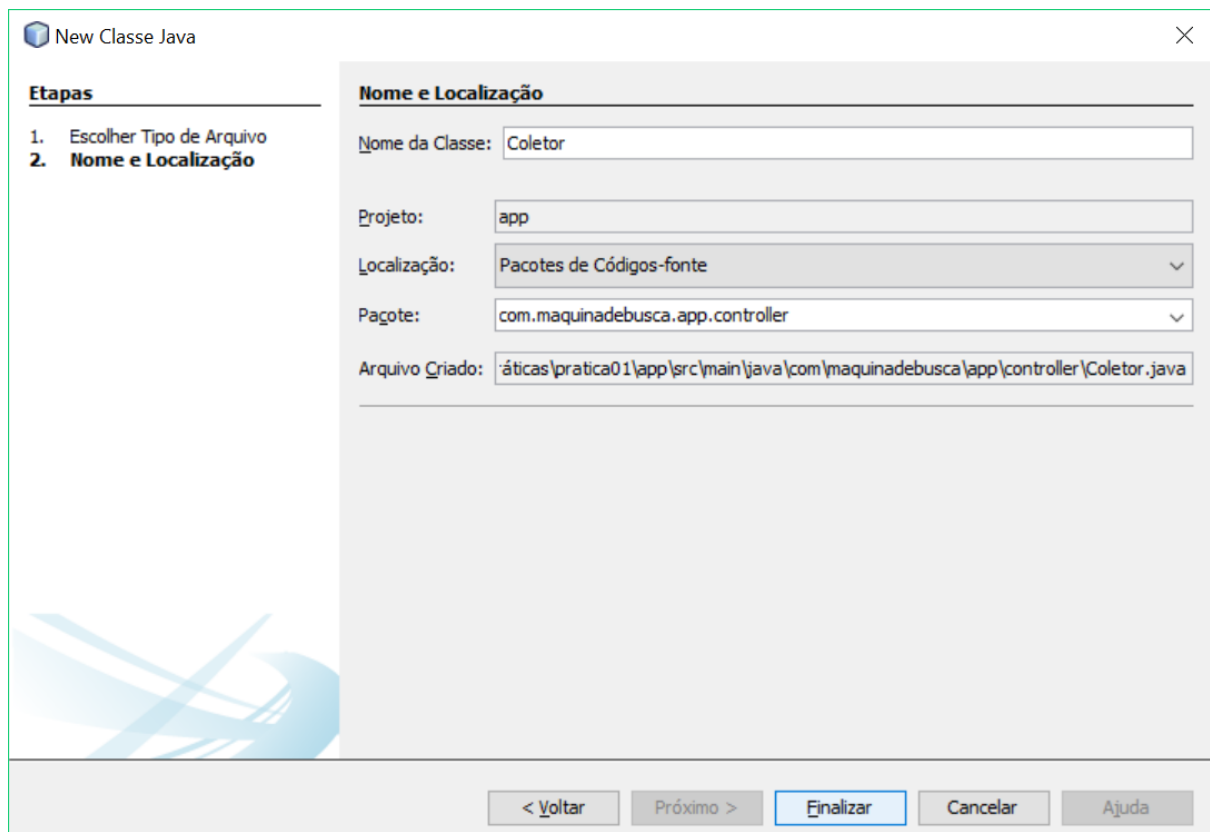 New Classe Java
Etapas
1. Escolher Tipo de Arquivo
2. Nome e Localização
Nome e Localização
Nome da Classe: Coletor
Projeto: app
Localização: Pacotes de Códigos-fonte
Pacote: com.maquinadebusca.app.controller
Arquivo Criado: ráticas\pratica01\app\src\main\java\com\maquinadebusca\app\controller\Coletor.java
< Voltar Próximo > Finalizar Cancelar Ajuda